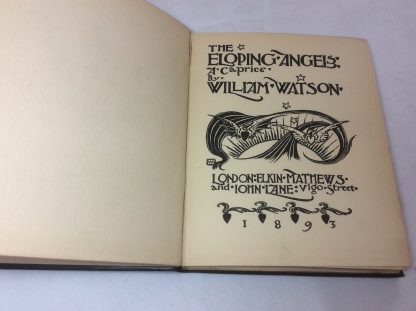 THE
ELOPING·ANGELS,
A·Caprice·
By·
WILLIAM·WATSON·
LONDON:ELKIN·MATHEWS·
and·JOHN·LANE:Vigo·Street·
1893